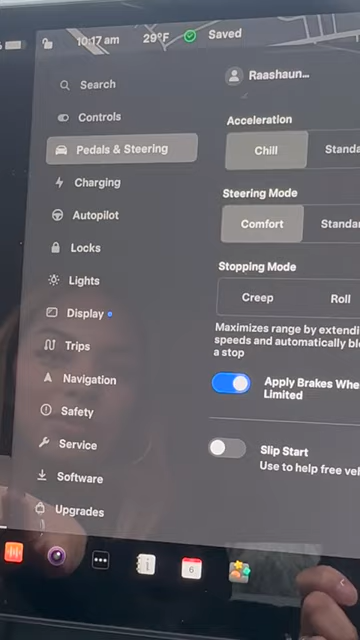 10:17 am 29°F Saved
Search
Controls
Pedals & Steering
Charging
Autopilot
Locks
Lights
Display
Trips
Navigation
Safety
Service
Software
Upgrades
Raashaun...
Acceleration
Chill Standa
Steering Mode
Comfort Standa
Stopping Mode
Creep Roll
Maximizes range by extendi
speeds and automatically ble
a stop
Apply Brakes Whe
Limited
Slip Start
Use to help free veh
6